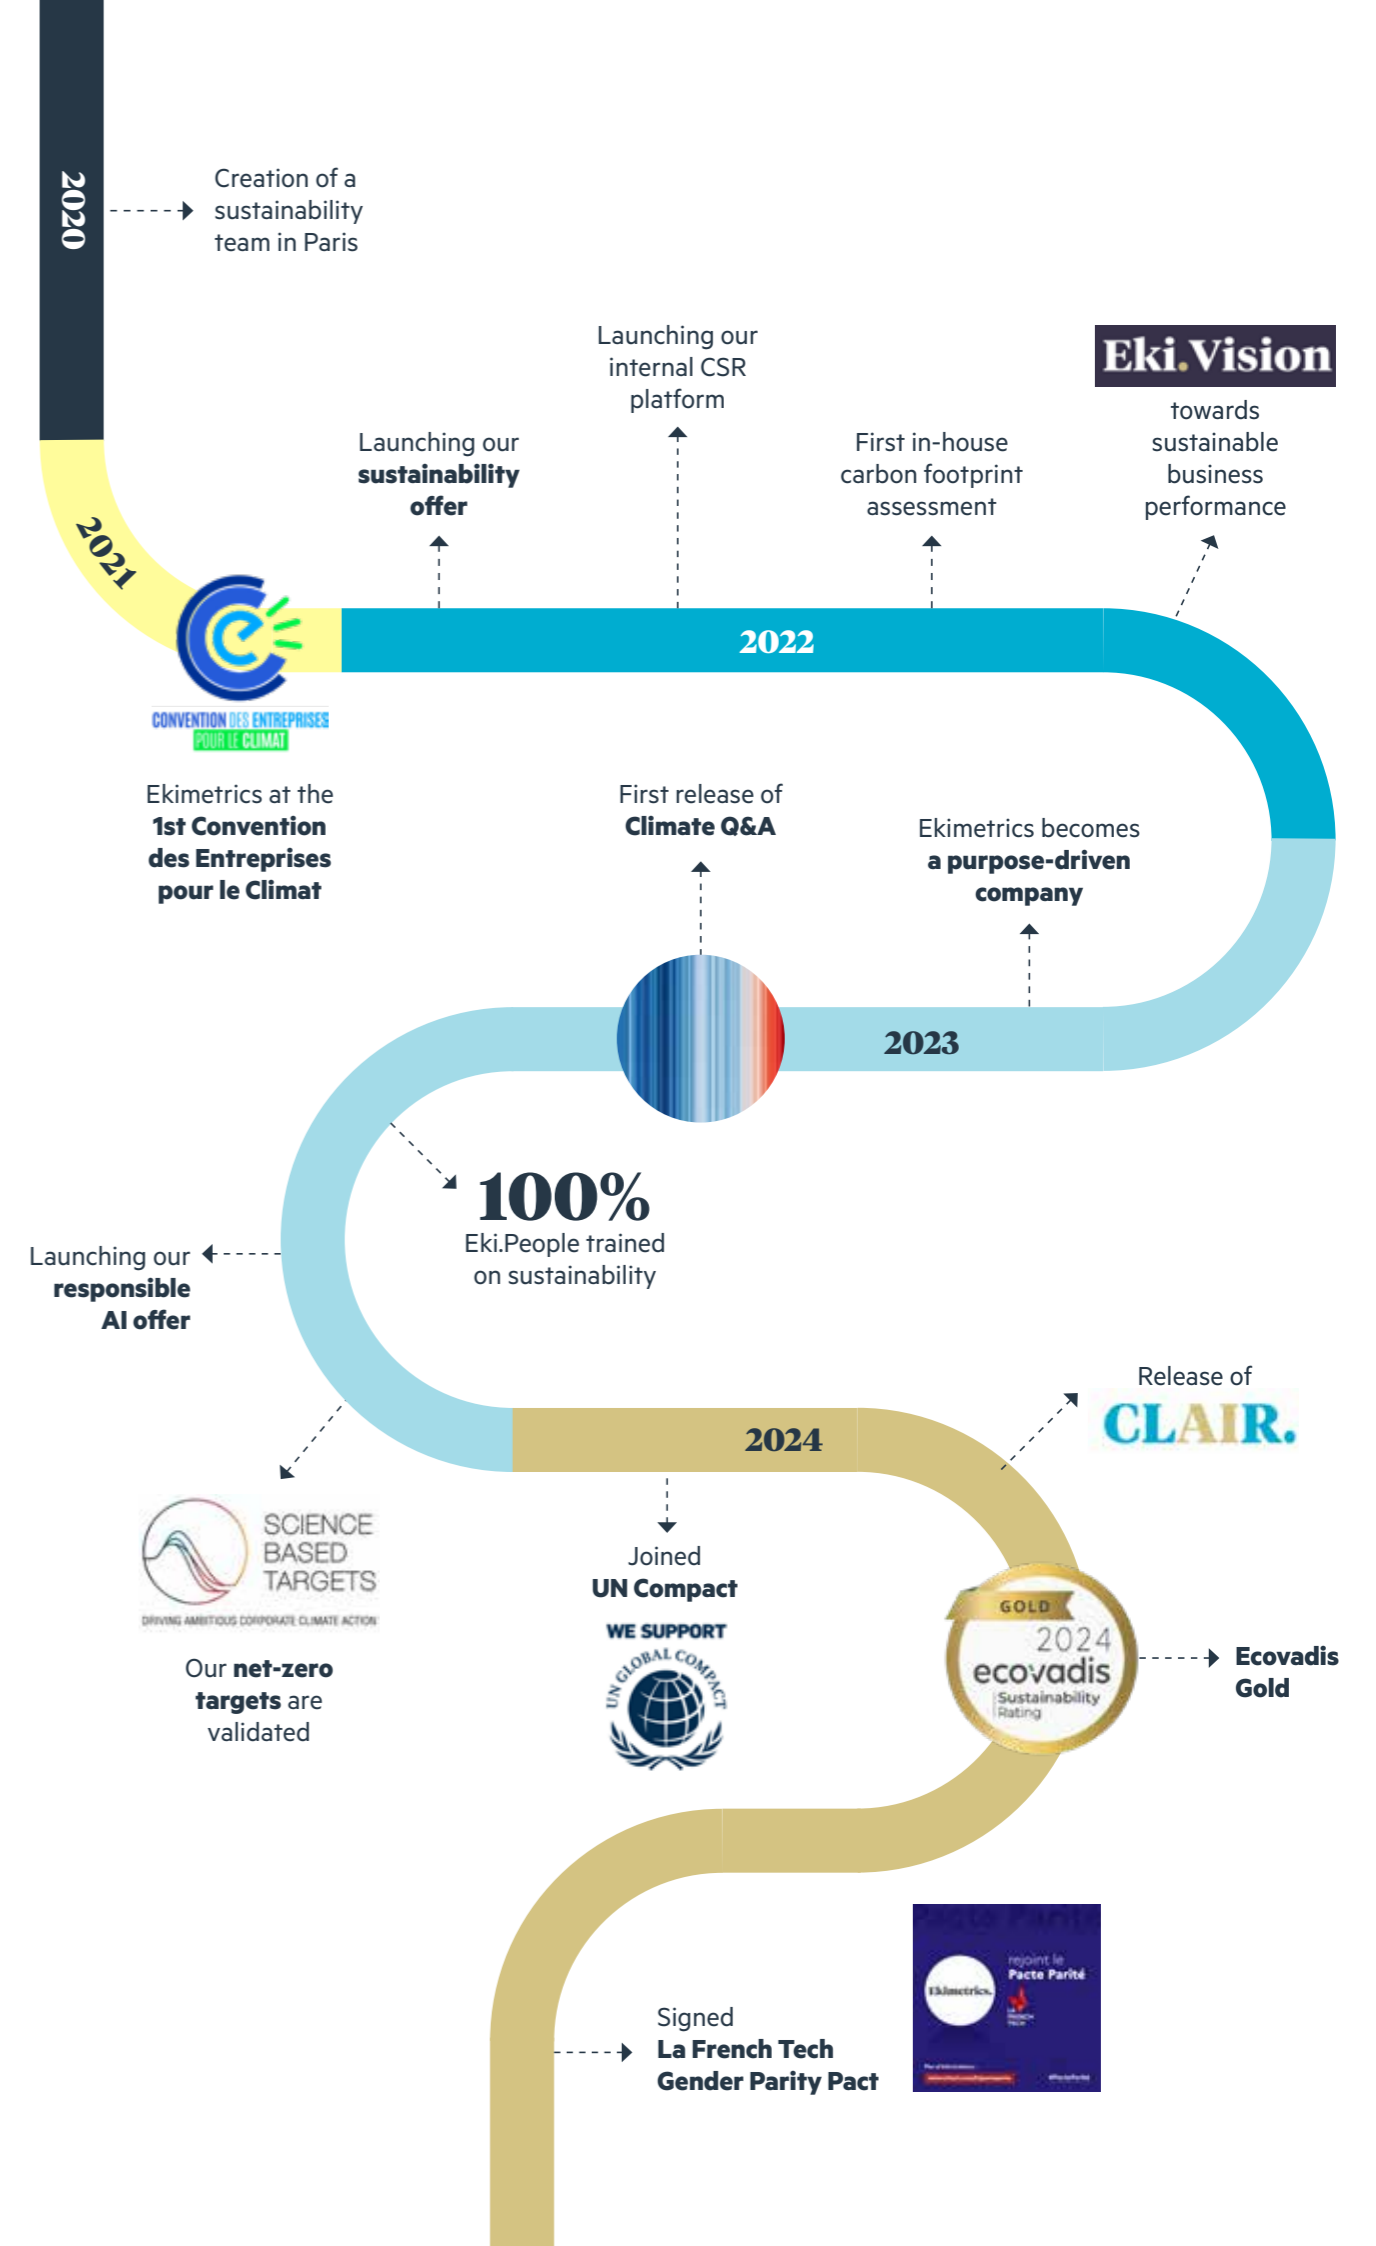 2020
Creation of a
sustainability
team in Paris
2021
CONVENTION DES ENTREPRISES
POUR LE CLIMAT
Ekimetrics at the
1st Convention
des Entreprises
pour le Climat
Launching our
sustainability
offer
Launching our
internal CSR
platform
First in-house
carbon footprint
assessment
Eki.Vision
towards
sustainable
business
performance
2022
Ekimetrics becomes
a purpose-driven
company
2023
First release of
Climate Q&A
100%
Eki.People trained
on sustainability
Launching our
responsible
AI offer
SCIENCE
BASED
TARGETS
DRIVING AMBITIOUS CORPORATE CLIMATE ACTION
Our net-zero
targets are
validated
2024
Joined
UN Compact
WE SUPPORT
UN GLOBAL COMPACT
Release of
CLAIR.
GOLD
2024
ecovadis
Sustainability
Rating
Ecovadis
Gold
Signed
La French Tech
Gender Parity Pact
Pacte Parité
Ekimetrics.
rejoint le
Pacte Parité
LA
FRENCH
TECH